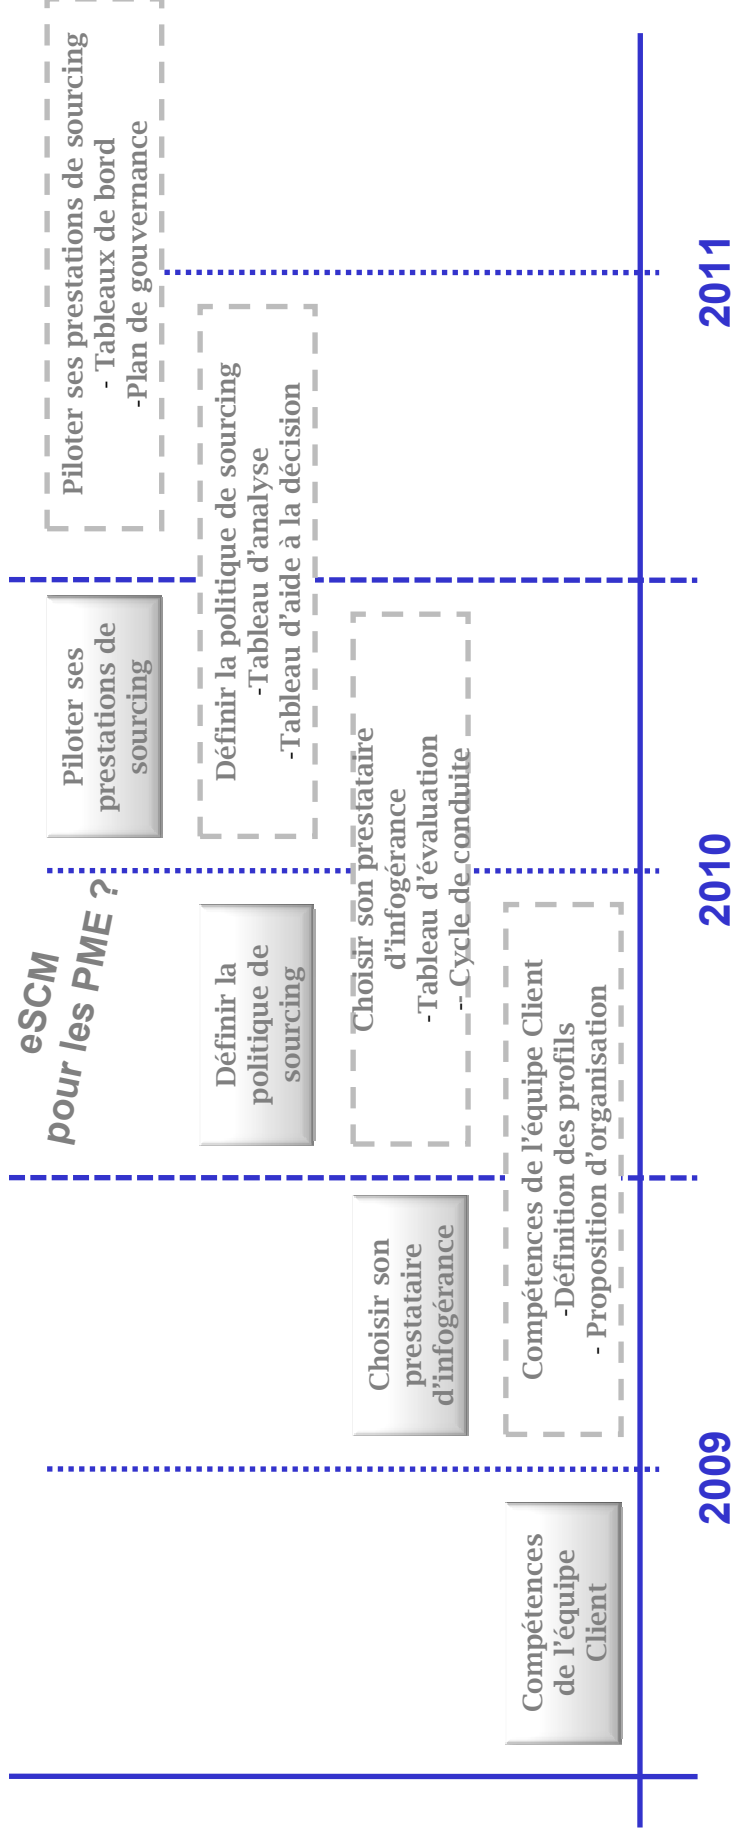 Piloter ses prestations de sourcing
- Tableaux de bord
-Plan de gouvernance
Définir la politique de sourcing
-Tableau d'analyse
-Tableau d'aide à la décision
Piloter ses
prestations de
sourcing
Choisir son prestataire
d'infogérance
-Tableau d'évaluation
-- Cycle de conduite
eSCM
pour les PME ?
Définir la
politique de
sourcing
Compétences de l'équipe Client
-Définition des profils
- Proposition d'organisation
Choisir son
prestataire
d'infogérance
Compétences
de l'équipe
Client
2009
2010
2011